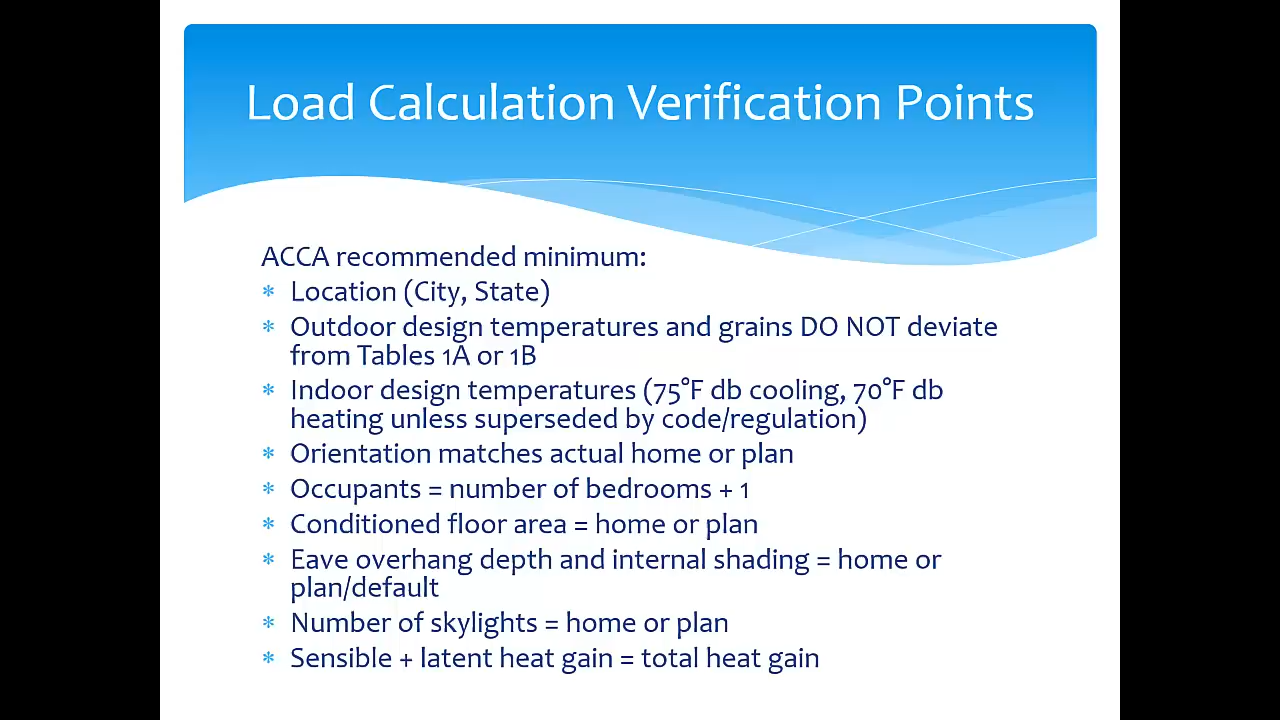 Load Calculation Verification Points
ACCA recommended minimum:
* Location (City, State)
* Outdoor design temperatures and grains DO NOT deviate
from Tables 1A or 1B
* Indoor design temperatures (75°F db cooling, 70°F db
heating unless superseded by code/regulation)
* Orientation matches actual home or plan
* Occupants = number of bedrooms + 1
* Conditioned floor area = home or plan
* Eave overhang depth and internal shading = home or
plan/default
* Number of skylights = home or plan
* Sensible + latent heat gain = total heat gain